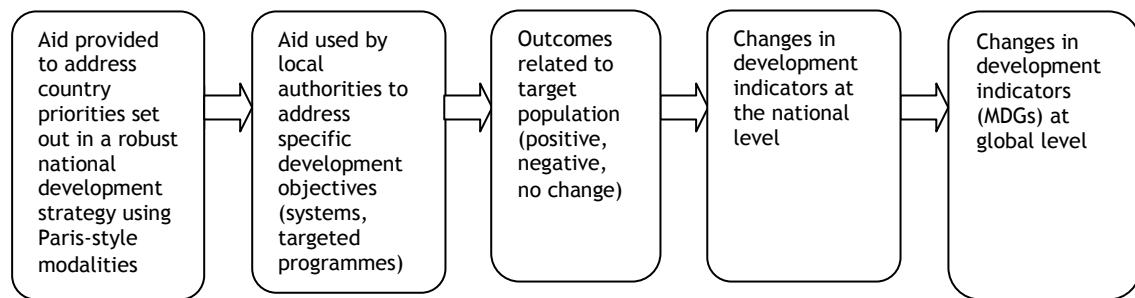 Aid provided
to address
country
priorities set
out in a robust
national
development
strategy using
Paris-style
modalities
Aid used by
local
authorities to
address
specific
development
objectives
(systems,
targeted
programmes)
Outcomes
related to
target
population
(positive,
negative,
no change)
Changes in
development
indicators at
the national
level
Changes in
development
indicators
(MDGs) at
global level